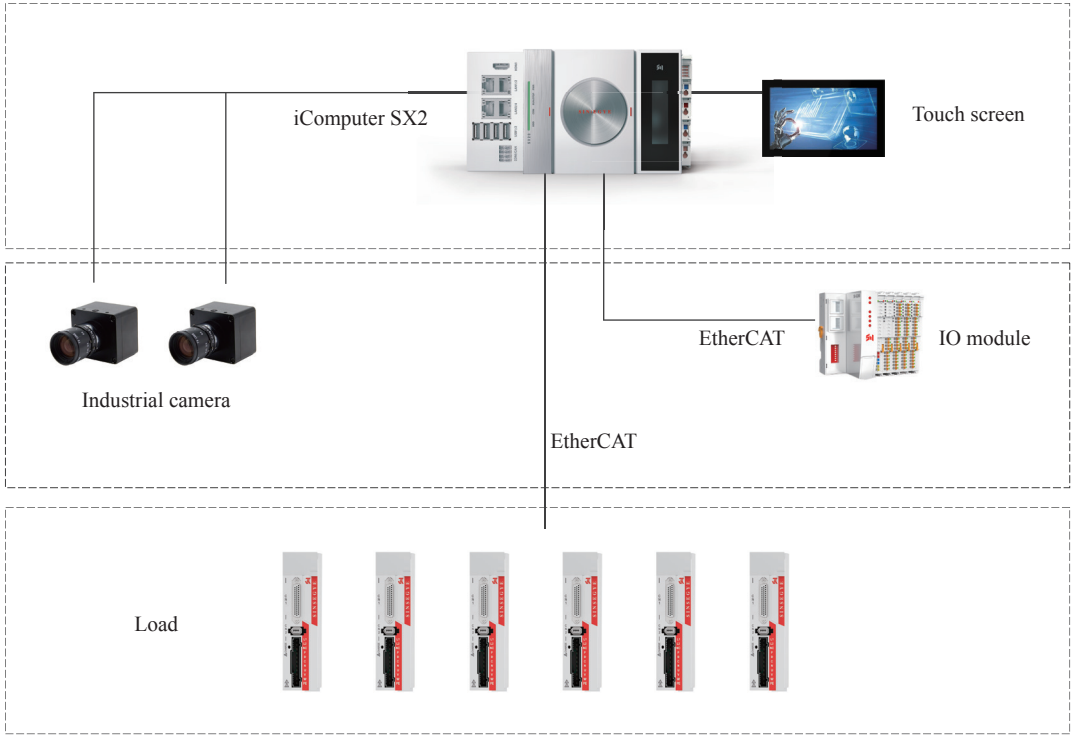 iComputer SX2
Touch screen
EtherCAT
IO module
Industrial camera
EtherCAT
Load